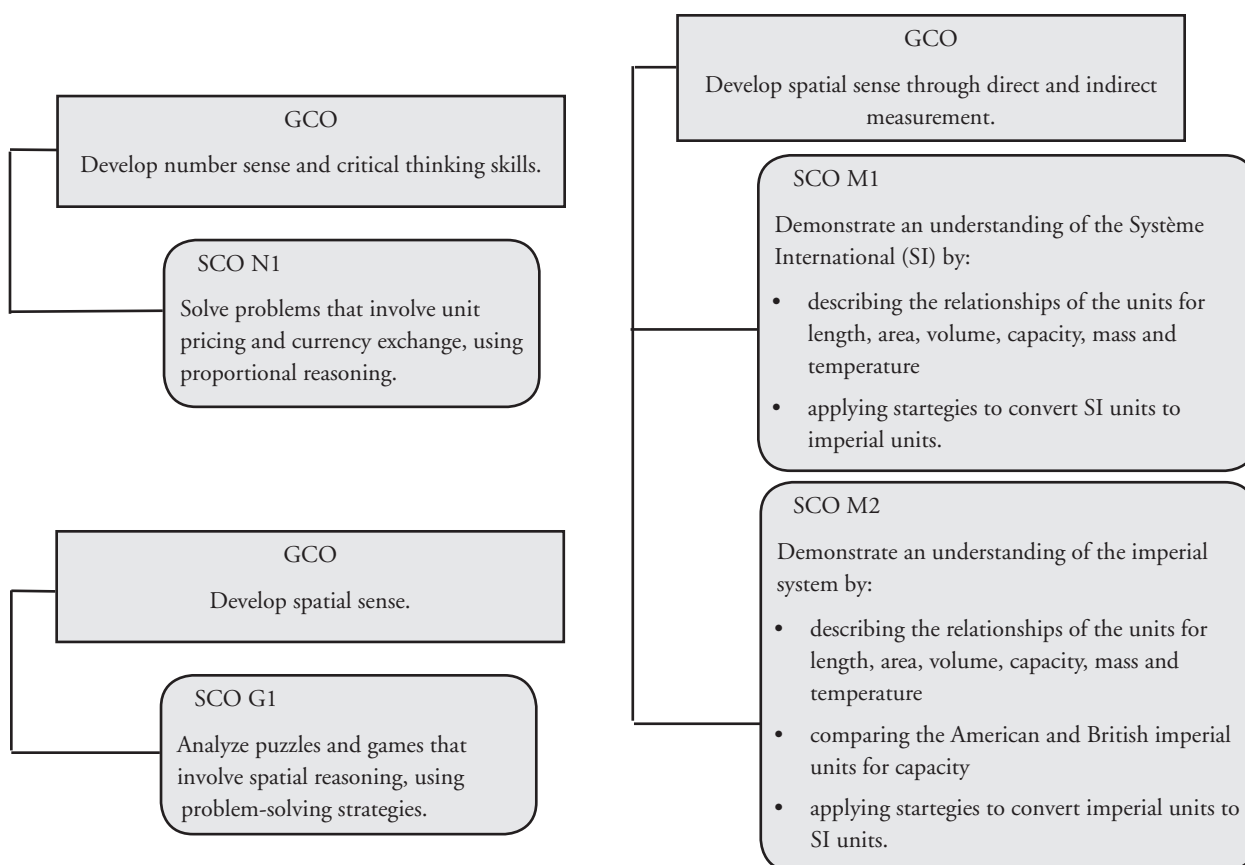 GCO
Develop number sense and critical thinking skills.
SCO N1
Solve problems that involve unit
pricing and currency exchange, using
proportional reasoning.
GCO
Develop spatial sense.
SCO G1
Analyze puzzles and games that
involve spatial reasoning, using
problem-solving strategies.
GCO
Develop spatial sense through direct and indirect
measurement.
SCO M1
Demonstrate an understanding of the Système
International (SI) by:
• describing the relationships of the units for
length, area, volume, capacity, mass and
temperature
• applying startegies to convert SI units to
imperial units.
SCO M2
Demonstrate an understanding of the imperial
system by:
• describing the relationships of the units for
length, area, volume, capacity, mass and
temperature
• comparing the American and British imperial
units for capacity
• applying startegies to convert imperial units to
SI units.